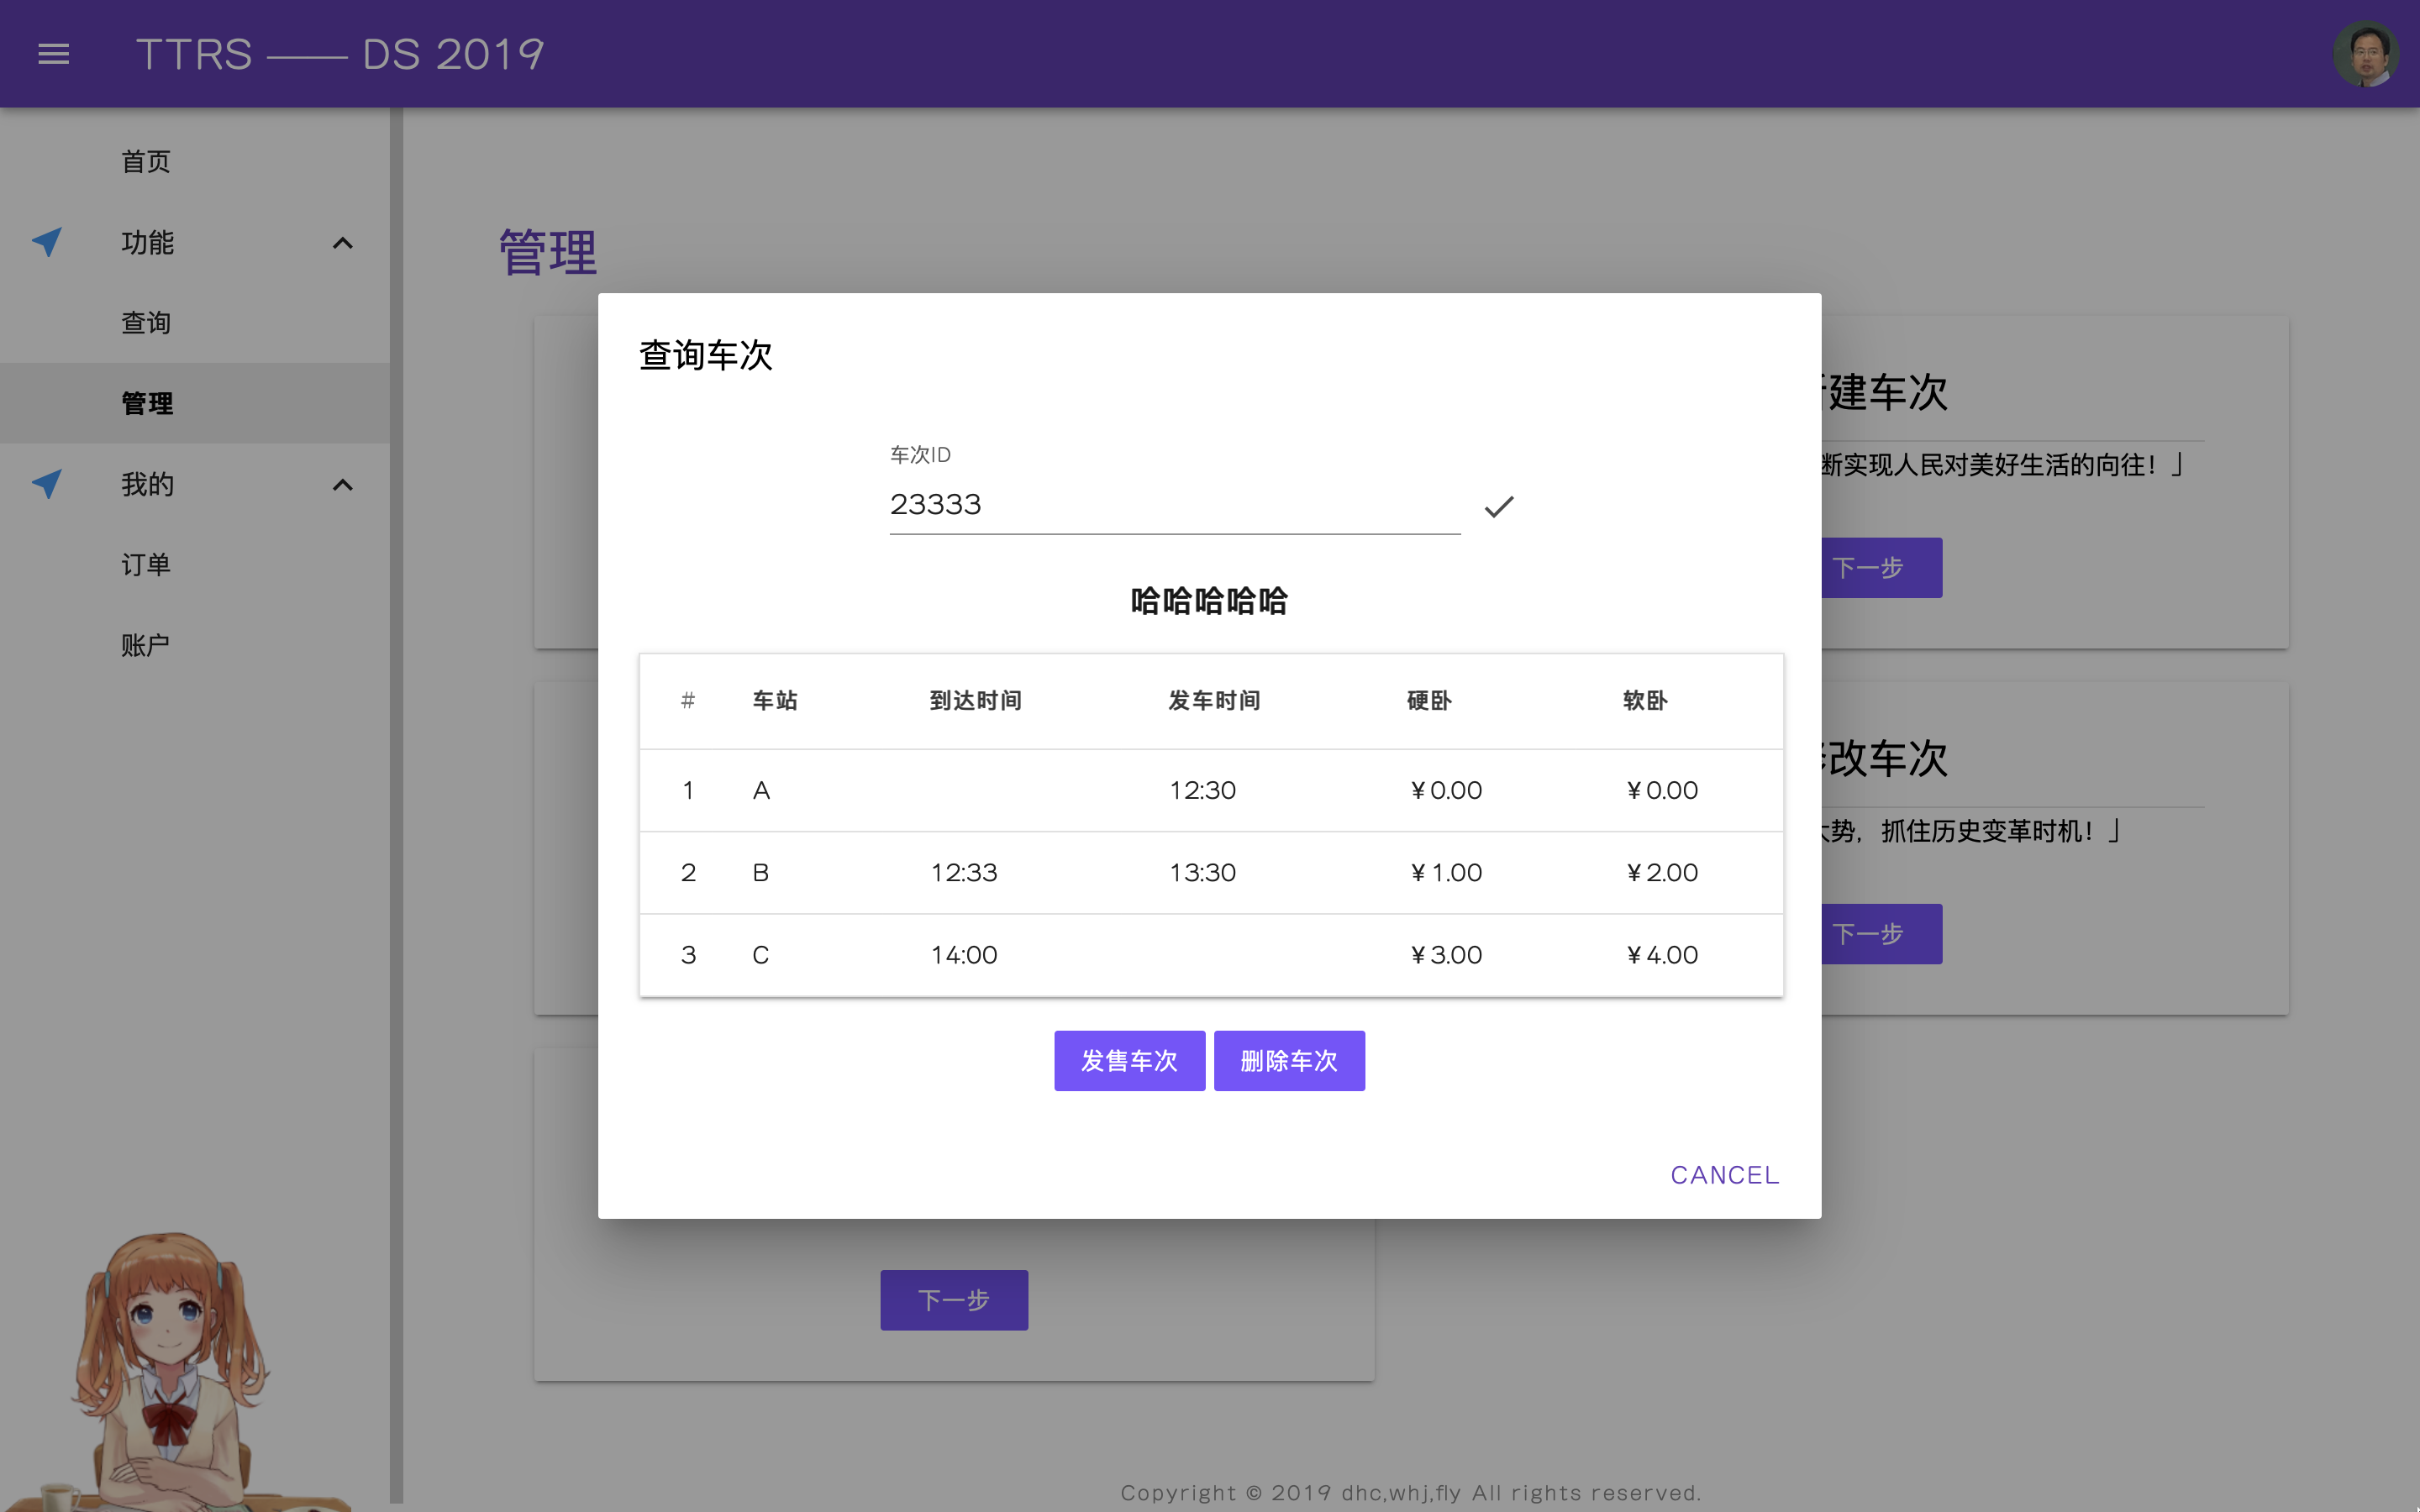 TTRS —— DS 2019
首页
功能
查询
管理
我的
订单
账户
管理
建车次
断实现人民对美好生活的向往！」
下一步
改车次
势，抓住历史变革时机！」
下一步
查询车次
车次ID
23333
哈哈哈哈哈
# 车站 到达时间 发车时间 硬卧 软卧
1 A 12:30 ¥0.00 ¥0.00
2 B 12:33 13:30 ¥1.00 ¥2.00
3 C 14:00 ¥3.00 ¥4.00
发售车次 删除车次
CANCEL
下一步
Copyright © 2019 dhc,whj,fly All rights reserved.